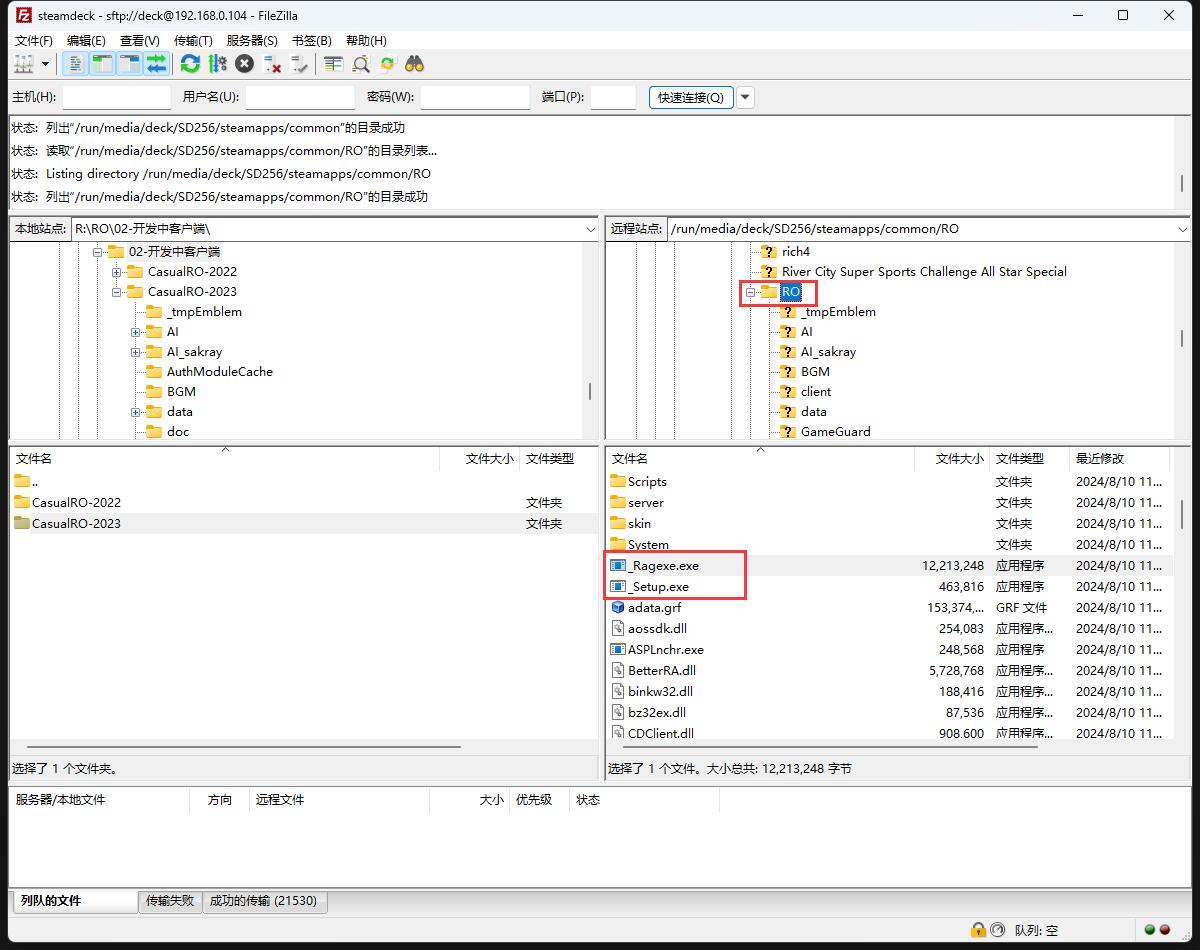 steamdeck - sftp://deck@192.168.0.104 - FileZilla
文件(F) 编辑(E) 查看(V) 传输(T) 服务器(S) 书签(B) 帮助(H)
主机(H): 用户名(U): 密码(W): 端口(P): 快速连接(Q)
状态: 列出“/run/media/deck/SD256/steamapps/common”的目录成功
状态: 读取“/run/media/deck/SD256/steamapps/common/RO”的目录列表...
状态: Listing directory /run/media/deck/SD256/steamapps/common/RO
状态: 列出“/run/media/deck/SD256/steamapps/common/RO”的目录成功
本地站点: R:\RO\02-开发中客户端\
02-开发中客户端
CasualRO-2022
CasualRO-2023
_tmpEmblem
AI
AI_sakray
AuthModuleCache
BGM
data
doc
文件名 文件大小 文件类型
..
CasualRO-2022 文件夹
CasualRO-2023 文件夹
选择了 1 个文件夹。
远程站点: /run/media/deck/SD256/steamapps/common/RO
rich4
River City Super Sports Challenge All Star Special
RO
_tmpEmblem
AI
AI_sakray
BGM
client
data
GameGuard
文件名 文件大小 文件类型 最近修改
Scripts 文件夹 2024/8/10 11...
server 文件夹 2024/8/10 11...
skin 文件夹 2024/8/10 11...
System 文件夹 2024/8/10 11...
_Ragexe.exe 12,213,248 应用程序 2024/8/10 11...
_Setup.exe 463,816 应用程序 2024/8/10 11...
adata.grf 153,374,... GRF 文件 2024/8/10 11...
aossdk.dll 254,083 应用程序... 2024/8/10 11...
ASPLnchr.exe 248,568 应用程序 2024/8/10 11...
BetterRA.dll 5,728,768 应用程序... 2024/8/10 11...
binkw32.dll 188,416 应用程序... 2024/8/10 11...
bz32ex.dll 87,536 应用程序... 2024/8/10 11...
CDClient.dll 908,600 应用程序... 2024/8/10 11...
选择了 1 个文件。大小总共: 12,213,248 字节
服务器/本地文件 方向 远程文件 大小 优先级 状态
列队的文件 传输失败 成功的传输 (21530)
队列: 空